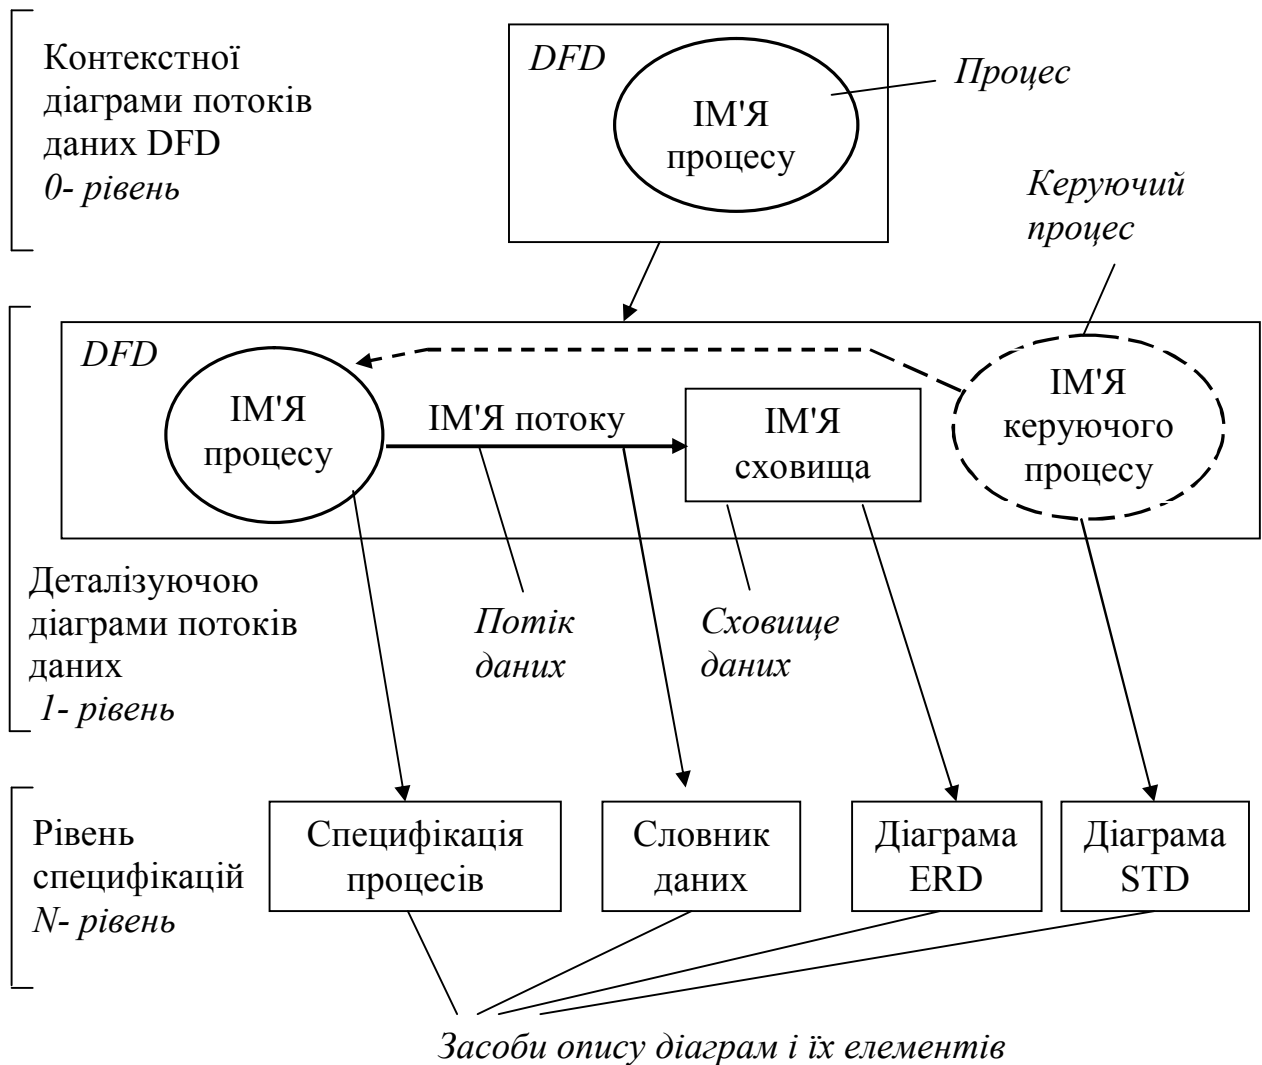 Контекстної
діаграми потоків
даних DFD
0- рівень
DFD
ІМ'Я
процесу
Процес
Керуючий
процес
DFD
ІМ'Я
процесу
ІМ'Я потоку
ІМ'Я
сховища
ІМ'Я
керуючого
процесу
Деталізуючою
діаграми потоків
даних
1- рівень
Потік
даних
Сховище
даних
Рівень
специфікацій
N- рівень
Специфікація
процесів
Словник
даних
Діаграма
ERD
Діаграма
STD
Засоби опису діаграм і їх елементів